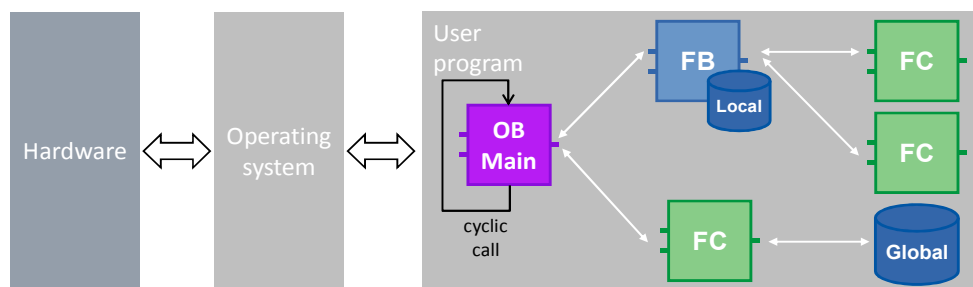 Hardware
Operating
system
User
program
OB
Main
cyclic
call
FB
Local
FC
FC
FC
Global